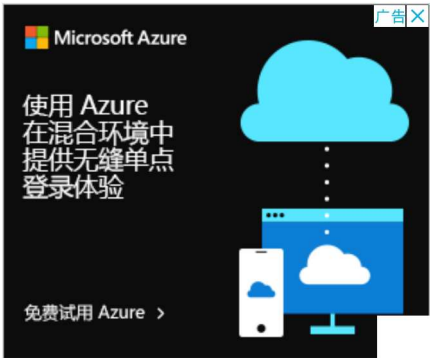 广告
Microsoft Azure
使用 Azure
在混合环境中
提供无缝单点
登录体验
免费试用 Azure >